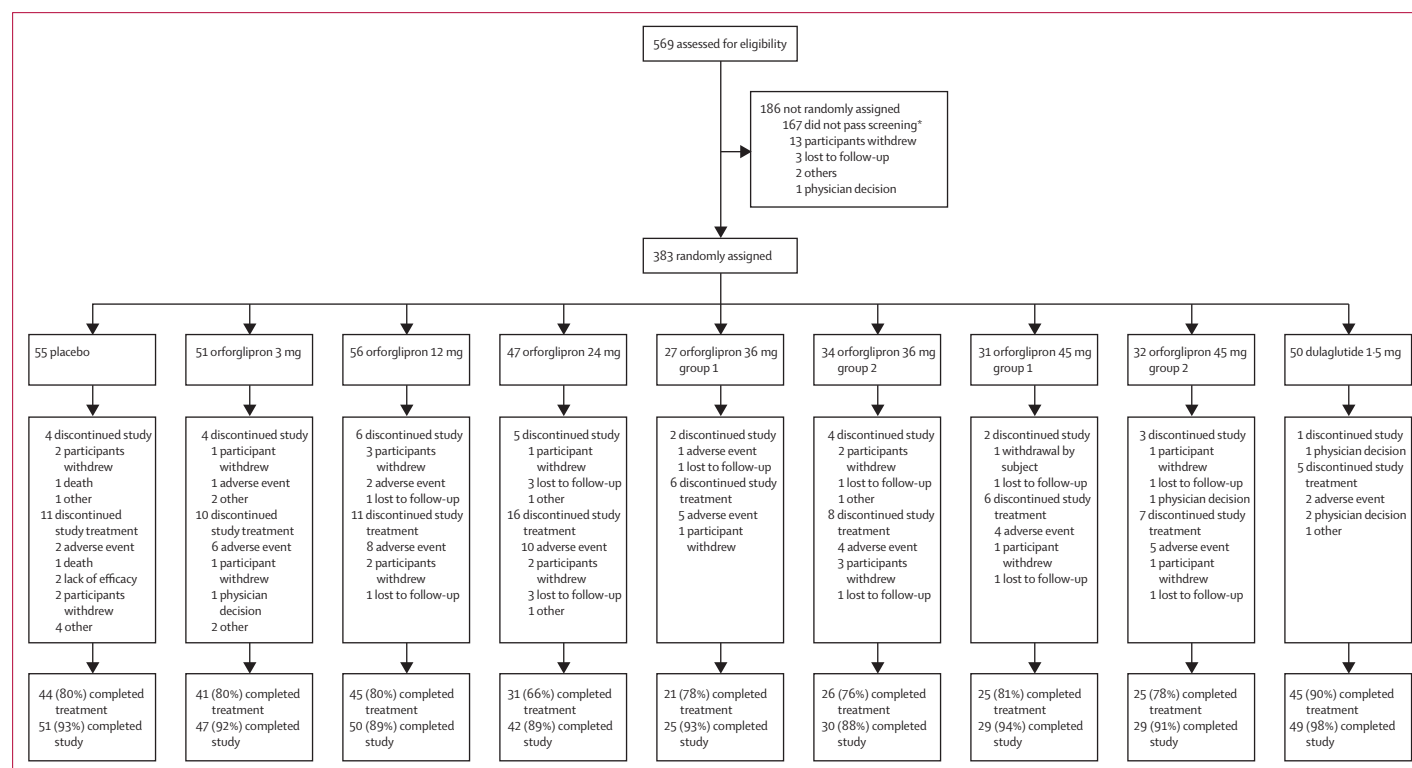 569 assessed for eligibility
186 not randomly assigned
167 did not pass screening*
13 participants withdrew
3 lost to follow-up
2 others
1 physician decision
383 randomly assigned
55 placebo
51 orforglipron 3 mg
56 orforglipron 12 mg
47 orforglipron 24 mg
27 orforglipron 36 mg
group 1
34 orforglipron 36 mg
group 2
31 orforglipron 45 mg
group 1
32 orforglipron 45 mg
group 2
50 dulaglutide 1·5 mg
4 discontinued study
2 participants
withdrew
1 death
1 other
11 discontinued
study treatment
2 adverse event
1 death
2 lack of efficacy
2 participants
withdrew
4 other
4 discontinued study
1 participant
withdrew
1 adverse event
2 other
10 discontinued
study treatment
6 adverse event
1 participant
withdrew
1 physician
decision
2 other
6 discontinued study
3 participants
withdrew
2 adverse event
1 lost to follow-up
11 discontinued study
treatment
8 adverse event
2 participants
withdrew
1 lost to follow-up
5 discontinued study
1 participant
withdrew
3 lost to follow-up
1 other
16 discontinued study
treatment
10 adverse event
2 participants
withdrew
3 lost to follow-up
1 other
2 discontinued study
1 adverse event
1 lost to follow-up
6 discontinued study
treatment
5 adverse event
1 participant
withdrew
4 discontinued study
2 participants
withdrew
1 lost to follow-up
1 other
8 discontinued study
treatment
4 adverse event
3 participants
withdrew
1 lost to follow-up
2 discontinued study
1 withdrawal by
subject
1 lost to follow-up
6 discontinued study
treatment
4 adverse event
1 participant
withdrew
1 lost to follow-up
3 discontinued study
1 participant
withdrew
1 lost to follow-up
1 physician decision
7 discontinued study
treatment
5 adverse event
1 participant
withdrew
1 lost to follow-up
1 discontinued study
1 physician decision
5 discontinued study
treatment
2 adverse event
2 physician decision
1 other
44 (80%) completed
treatment
51 (93%) completed
study
41 (80%) completed
treatment
47 (92%) completed
study
45 (80%) completed
treatment
50 (89%) completed
study
31 (66%) completed
treatment
42 (89%) completed
study
21 (78%) completed
treatment
25 (93%) completed
study
26 (76%) completed
treatment
30 (88%) completed
study
25 (81%) completed
treatment
29 (94%) completed
study
25 (78%) completed
treatment
29 (91%) completed
study
45 (90%) completed
treatment
49 (98%) completed
study